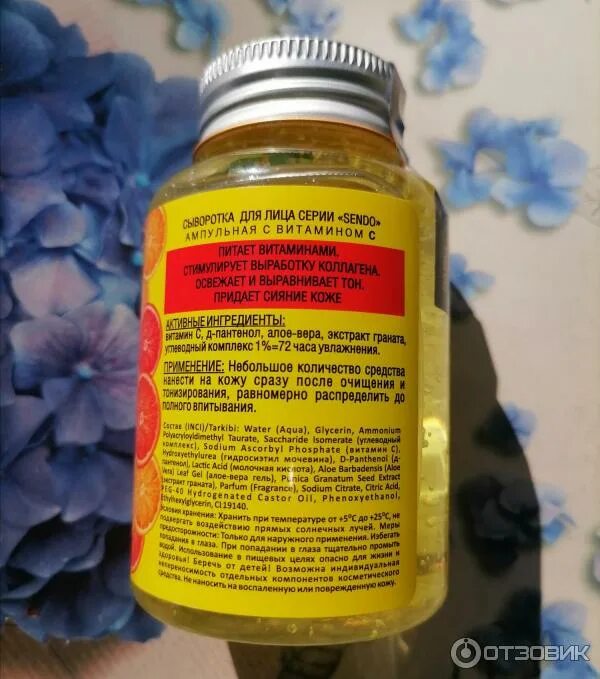 СЫВОРОТКА ДЛЯ ЛИЦА СЕРИИ «SENDO»
АМПУЛЬНАЯ С ВИТАМИНОМ С
ПИТАЕТ ВИТАМИНАМИ,
СТИМУЛИРУЕТ ВЫРАБОТКУ КОЛЛАГЕНА.
ОСВЕЖАЕТ И ВЫРАВНИВАЕТ ТОН.
ПРИДАЕТ СИЯНИЕ КОЖЕ
АКТИВНЫЕ ИНГРЕДИЕНТЫ:
витамин С, д-пантенол, алое-вера, экстракт граната,
углеводный комплекс 1%=72 часа увлажнения.
ПРИМЕНЕНИЕ: Небольшое количество средства
нанести на кожу сразу после очищения и
тонизирования, равномерно распределить до
полного впитывания.
Состав (INCI)/Tarkibi: Water (Aqua), Glycerin, Ammonium
Polyacryloyldimethyl Taurate, Saccharide Isomerate (углеводный
комплекс), Sodium Ascorbyl Phosphate (витамин С),
Hydroxyethylurea (гидроксиэтил мочевина), D-Panthenol (д-
пантенол), Lactic Acid (молочная кислота), Aloe Barbadensis (Aloe
Vera) Leaf Gel (алое-вера гель), Punica Granatum Seed Extract
(экстракт граната), Parfum (Fragrance), Sodium Citrate, Citric Acid,
PEG-40 Hydrogenated Castor Oil, Phenoxyethanol,
Ethylhexylglycerin, CI 19140.
Условия хранения: Хранить при температуре от +5°С до +25°С, не
подвергать воздействию прямых солнечных лучей. Меры
предосторожности: Только для наружного применения. Избегать
попадания в глаза. При попадании в глаза тщательно промыть
водой. Использование в пищевых целях опасно для жизни и
здоровья! Беречь от детей! Возможна индивидуальная
непереносимость отдельных компонентов косметического
средства. Не наносить на воспаленную или поврежденную кожу.
ОТЗОВИК